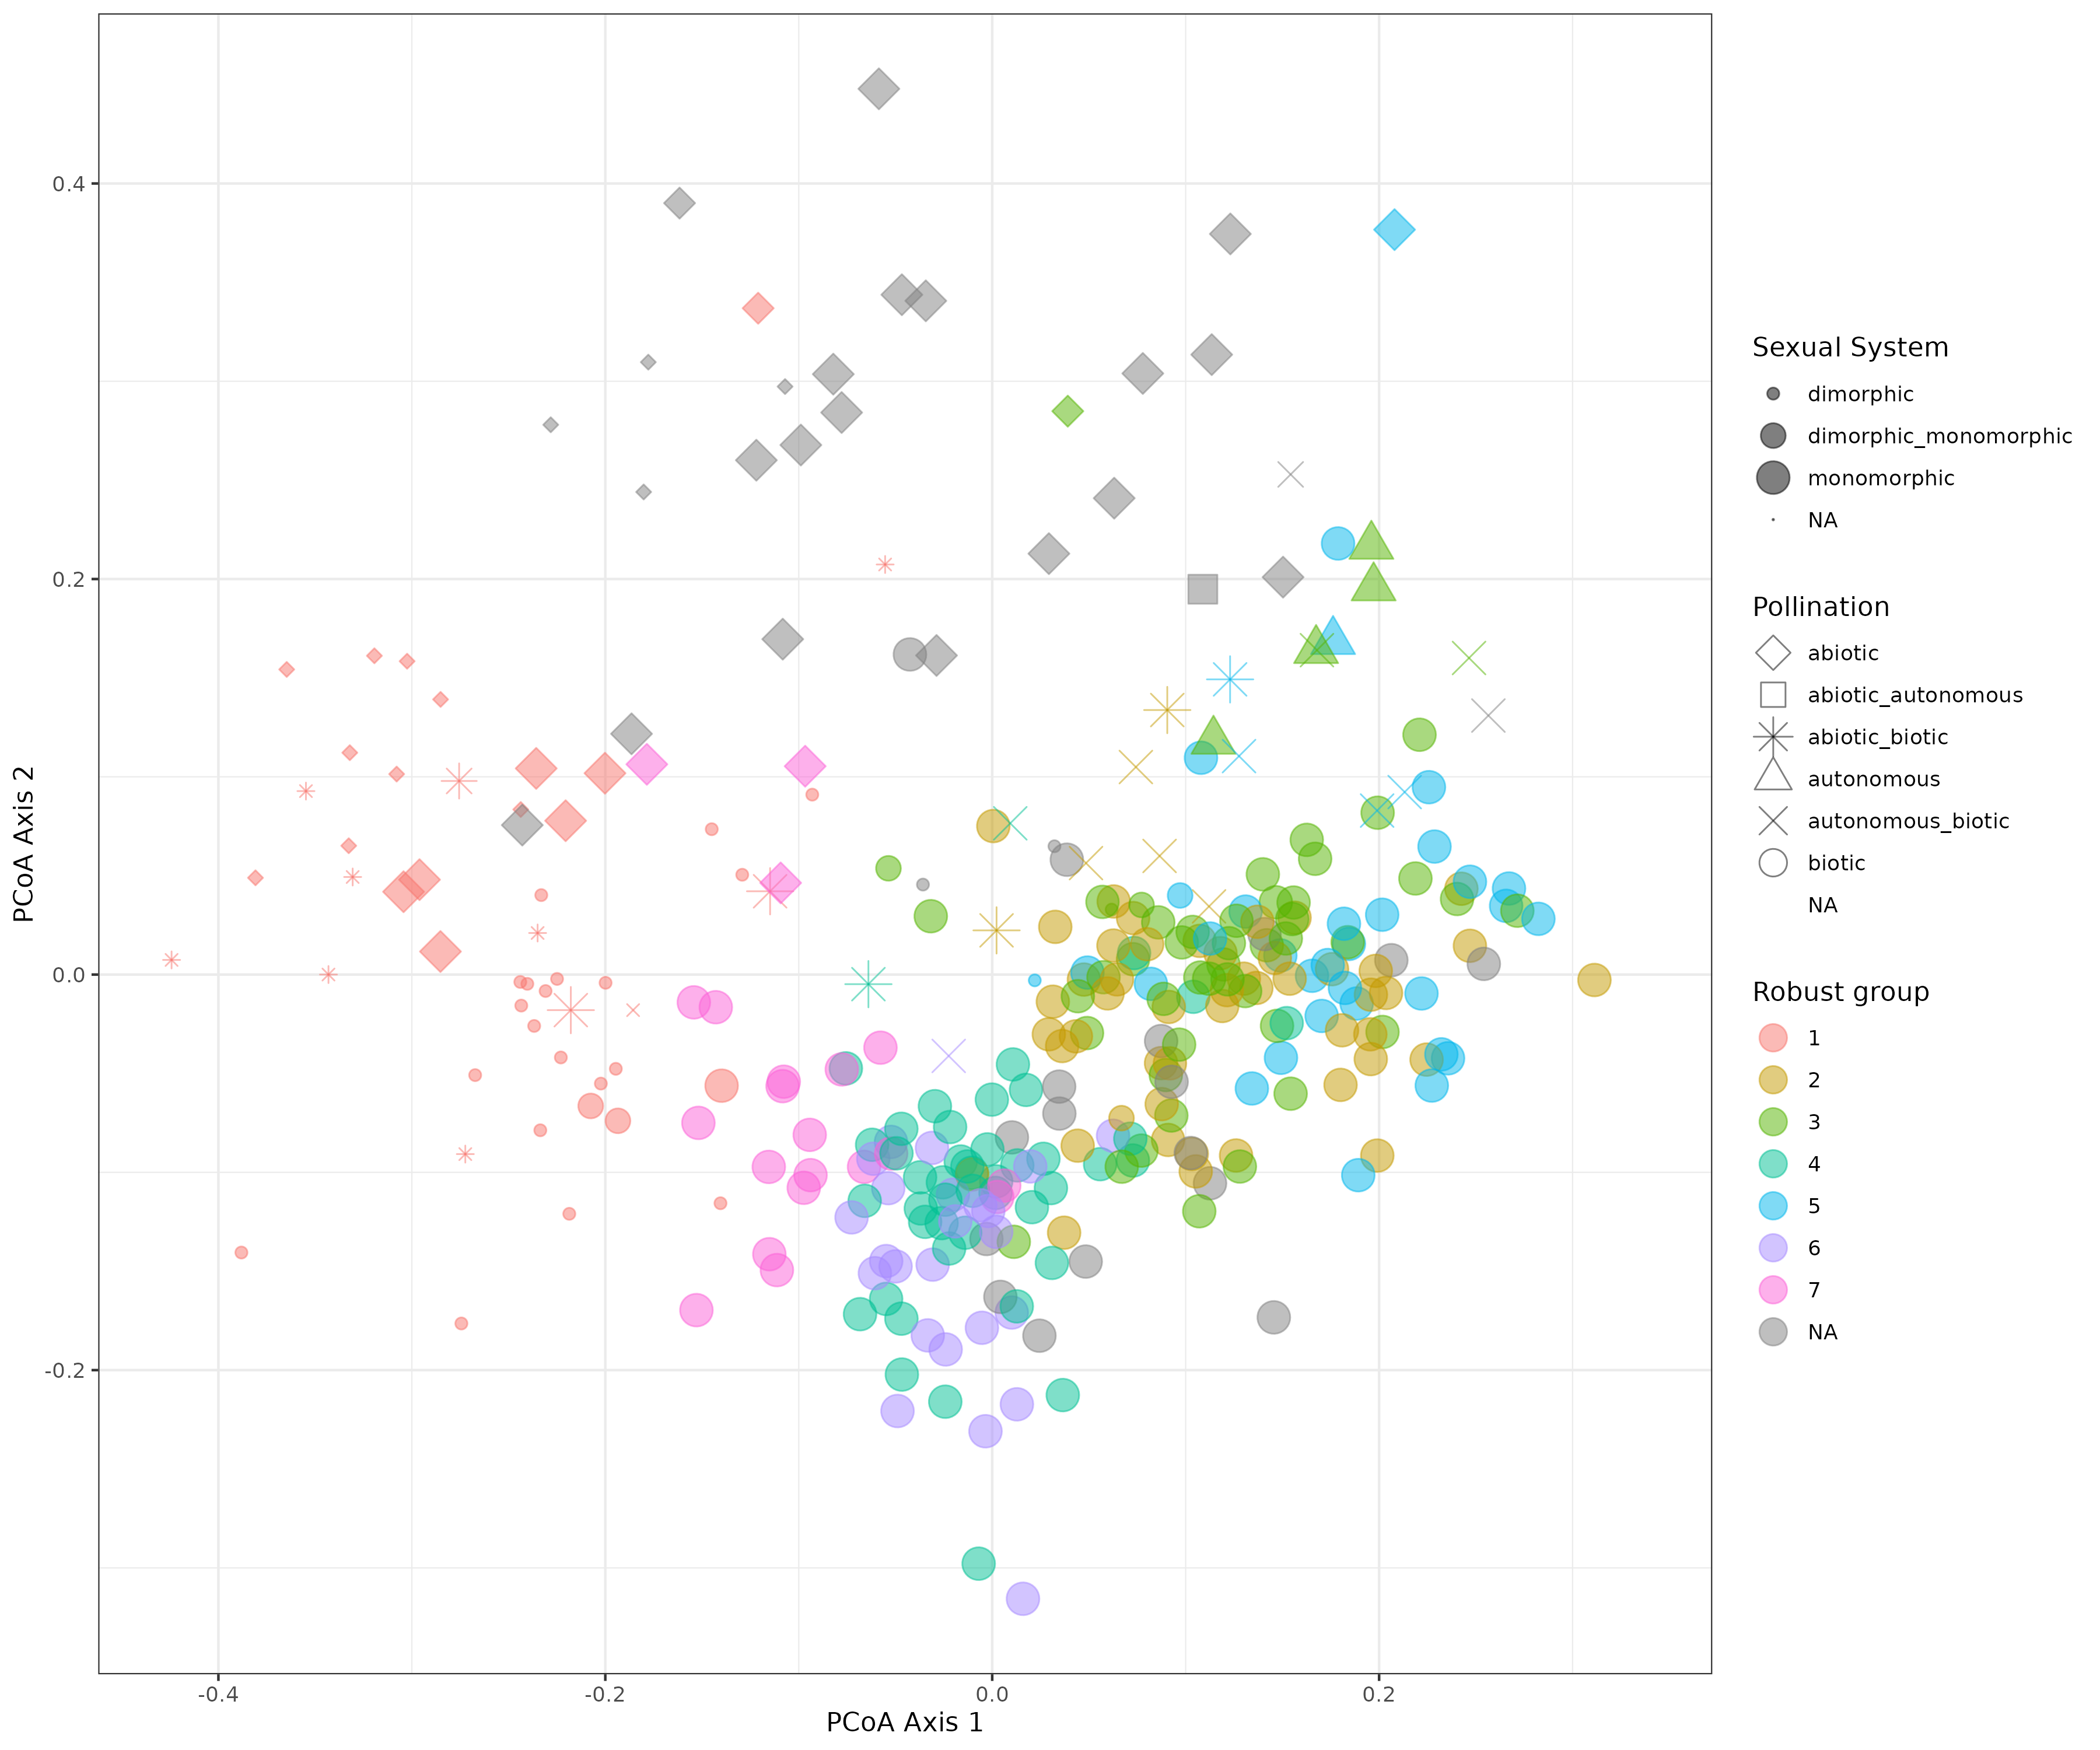 0.4
0.2
0.0
-0.2
PCoA Axis 2
-0.4
-0.2
0.0
0.2
PCoA Axis 1
Sexual System
dimorphic
dimorphic_monomorphic
monomorphic
NA
Pollination
abiotic
abiotic_autonomous
abiotic_biotic
autonomous
autonomous_biotic
biotic
NA
Robust group
1
2
3
4
5
6
7
NA